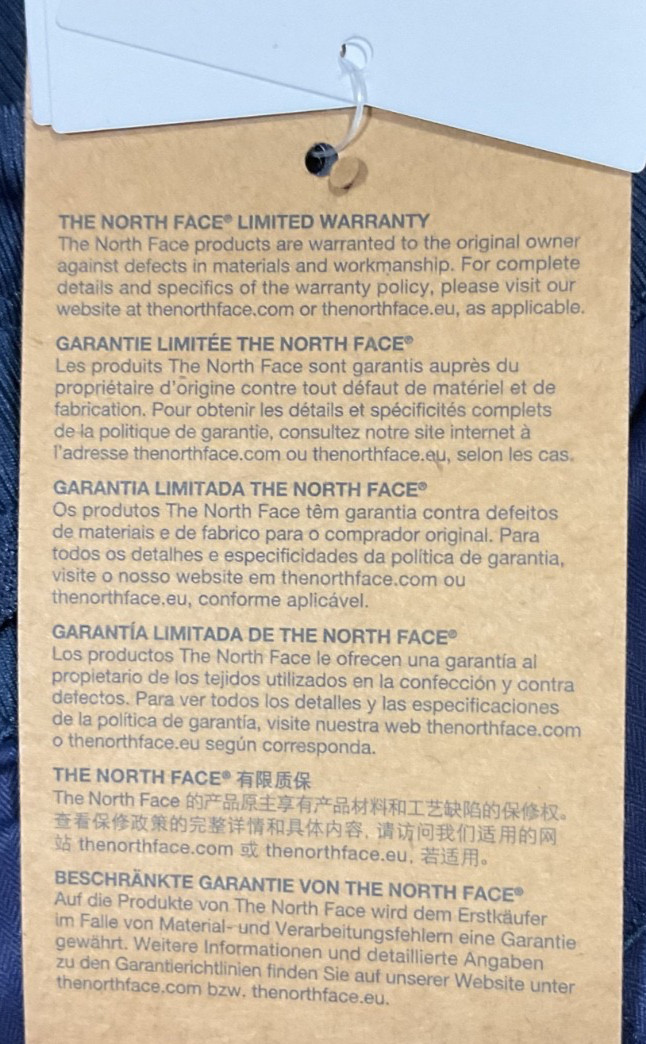 THE NORTH FACE® LIMITED WARRANTY
The North Face products are warranted to the original owner
against defects in materials and workmanship. For complete
details and specifics of the warranty policy, please visit our
website at thenorthface.com or thenorthface.eu, as applicable.
GARANTIE LIMITÉE THE NORTH FACE®
Les produits The North Face sont garantis auprès du
propriétaire d'origine contre tout défaut de matériel et de
fabrication. Pour obtenir les détails et spécificités complets
de la politique de garantie, consultez notre site internet à
l'adresse thenorthface.com ou thenorthface.eu, selon les cas.
GARANTIA LIMITADA THE NORTH FACE®
Os produtos The North Face têm garantia contra defeitos
de materiais e de fabrico para o comprador original. Para
todos os detalhes e especificidades da política de garantia,
visite o nosso website em thenorthface.com ou
thenorthface.eu, conforme aplicável.
GARANTÍA LIMITADA DE THE NORTH FACE®
Los productos The North Face le ofrecen una garantía al
propietario de los tejidos utilizados en la confección y contra
defectos. Para ver todos los detalles y las especificaciones
de la política de garantía, visite nuestra web thenorthface.com
o thenorthface.eu según corresponda.
THE NORTH FACE® 有限质保
The North Face 的产品原主享有产品材料和工艺缺陷的保修权。
查看保修政策的完整详情和具体内容, 请访问我们适用的网
站 thenorthface.com 或 thenorthface.eu, 若适用。
BESCHRÄNKTE GARANTIE VON THE NORTH FACE®
Auf die Produkte von The North Face wird dem Erstkäufer
im Falle von Material- und Verarbeitungsfehlern eine Garantie
gewährt. Weitere Informationen und detaillierte Angaben
zu den Garantierichtlinien finden Sie auf unserer Website unter
thenorthface.com bzw. thenorthface.eu.